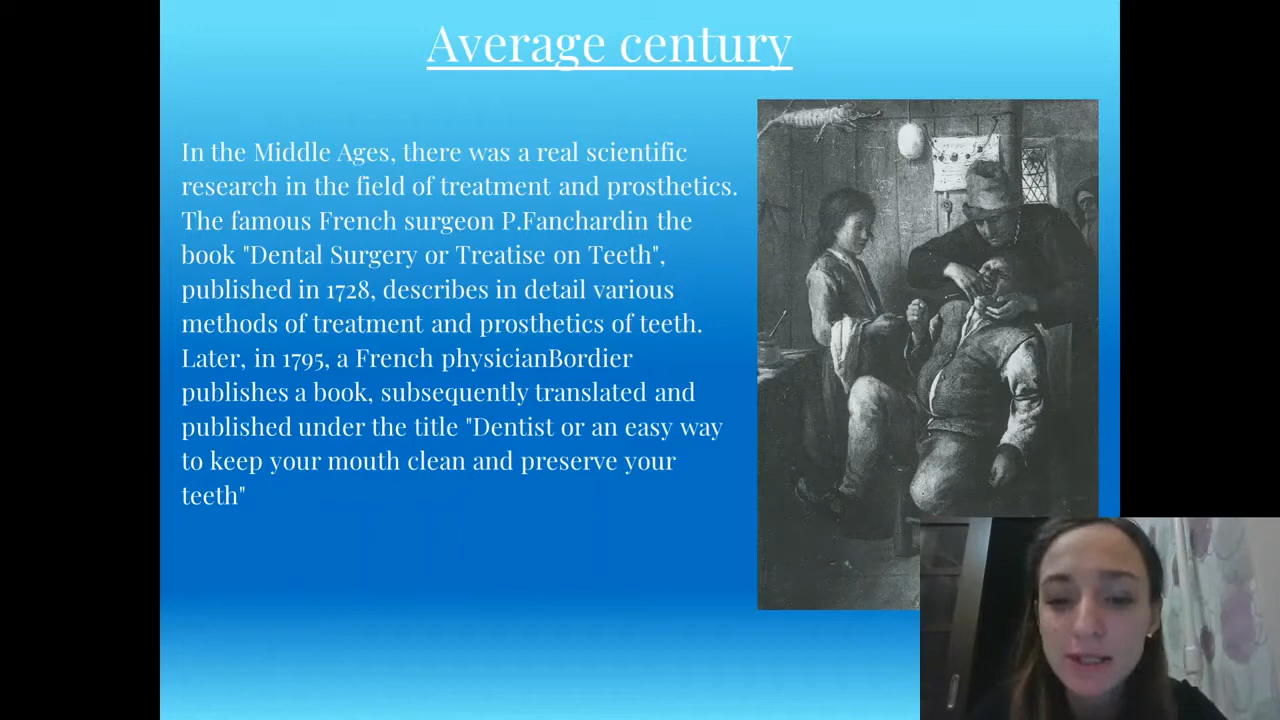 Average century
In the Middle Ages, there was a real scientific
research in the field of treatment and prosthetics.
The famous French surgeon P.Fanchardin the
book "Dental Surgery or Treatise on Teeth",
published in 1728, describes in detail various
methods of treatment and prosthetics of teeth.
Later, in 1795, a French physicianBordier
publishes a book, subsequently translated and
published under the title "Dentist or an easy way
to keep your mouth clean and preserve your
teeth"